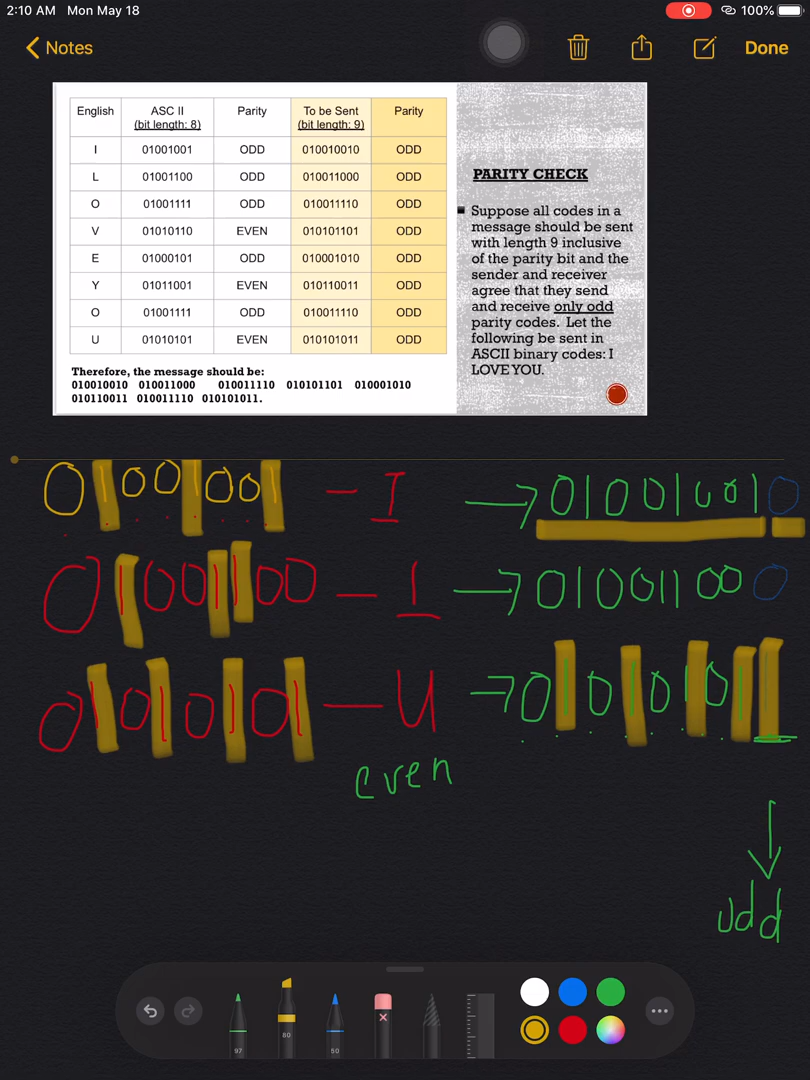 2:10 AM Mon May 18
100%
Notes
Done
English ASC II (bit length: 8) Parity To be Sent (bit length: 9) Parity
I 01001001 ODD 010010010 ODD
L 01001100 ODD 010011000 ODD
O 01001111 ODD 010011110 ODD
V 01010110 EVEN 010101101 ODD
E 01000101 ODD 010001010 ODD
Y 01011001 EVEN 010110011 ODD
O 01001111 ODD 010011110 ODD
U 01010101 EVEN 010101011 ODD
Therefore, the message should be:
010010010 010011000 010011110 010101101 010001010
010110011 010011110 010101011.
PARITY CHECK
Suppose all codes in a
message should be sent
with length 9 inclusive
of the parity bit and the
sender and receiver
agree that they send
and receive only odd
parity codes. Let the
following be sent in
ASCII binary codes: I
LOVE YOU.
01001001 – I → 010010010
01001100 – L → 010011000
01010101 – U → 010101011
even
odd
97
80
50